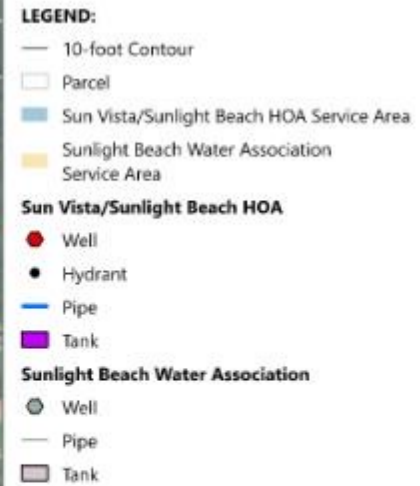 LEGEND:
10-foot Contour
Parcel
Sun Vista/Sunlight Beach HOA Service Area
Sunlight Beach Water Association
Service Area
Sun Vista/Sunlight Beach HOA
Well
Hydrant
Pipe
Tank
Sunlight Beach Water Association
Well
Pipe
Tank